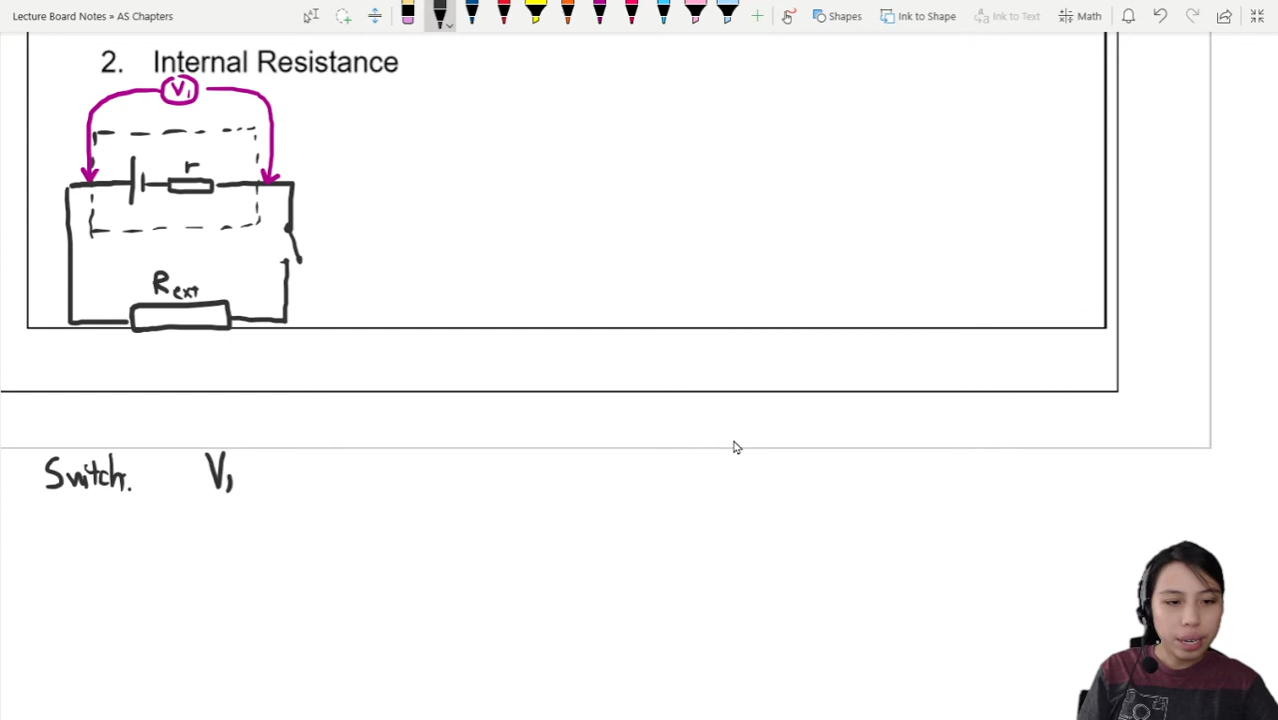 Lecture Board Notes » AS Chapters
Shapes
Ink to Shape
Ink to Text
Math
2. Internal Resistance
V₁
r
Rext
Switch. V₁